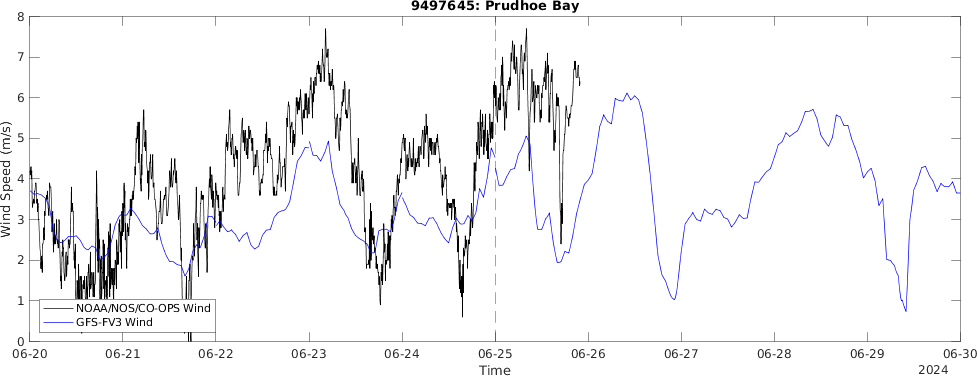 9497645: Prudhoe Bay
8
7
6
5
4
3
2
1
0
Wind Speed (m/s)
NOAA/NOS/CO-OPS Wind
GFS-FV3 Wind
06-20 06-21 06-22 06-23 06-24 06-25 06-26 06-27 06-28 06-29 06-30
Time
2024